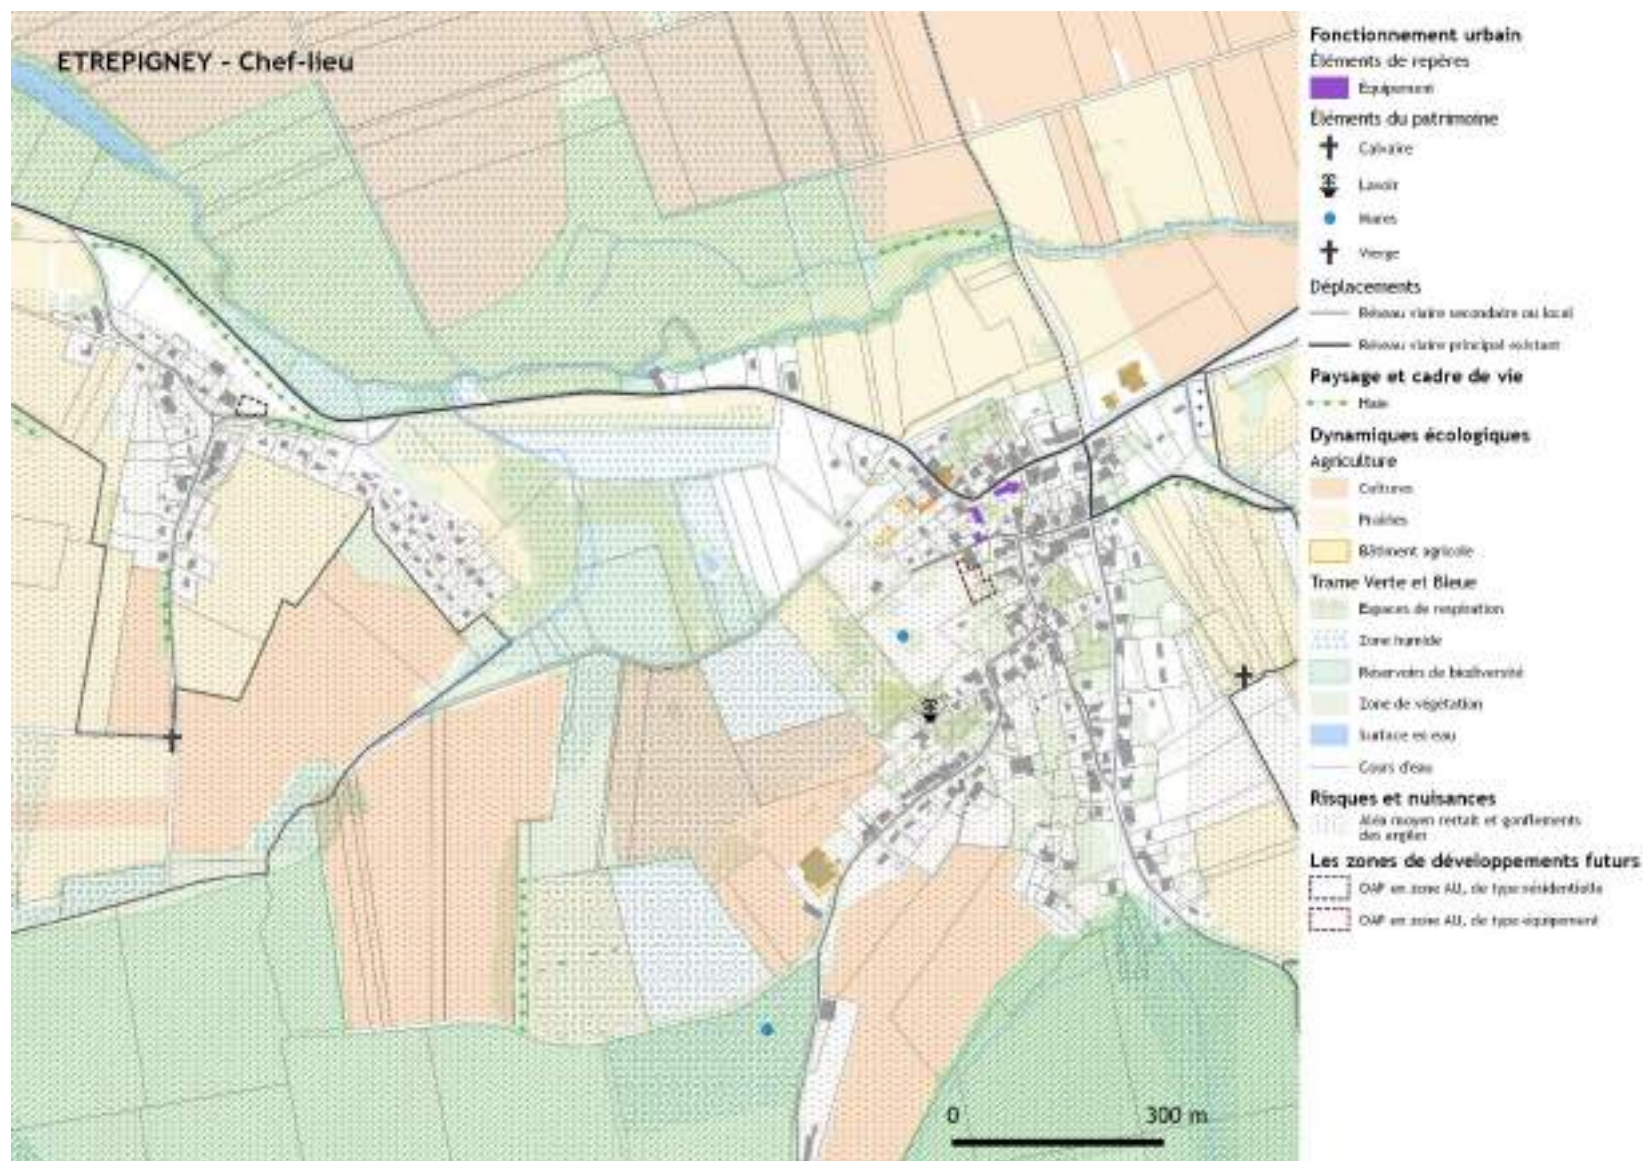 ETREPIGNEY - Chef-lieu
Fonctionnement urbain
Éléments de repères
Équipement
Éléments du patrimoine
Calvaire
Lavoir
Mares
Vierge
Déplacements
Réseau viaire secondaire ou local
Réseau viaire principal existant
Paysage et cadre de vie
Haie
Dynamiques écologiques
Agriculture
Cultures
Prairies
Bâtiment agricole
Trame Verte et Bleue
Espaces de respiration
Zone humide
Réservoirs de biodiversité
Zone de végétation
Surface en eau
Cours d'eau
Risques et nuisances
Aléa moyen retrait et gonflements
des argiles
Les zones de développements futurs
OAP en zone AU, de type résidentielle
OAP en zone AU, de type équipement
0 300 m